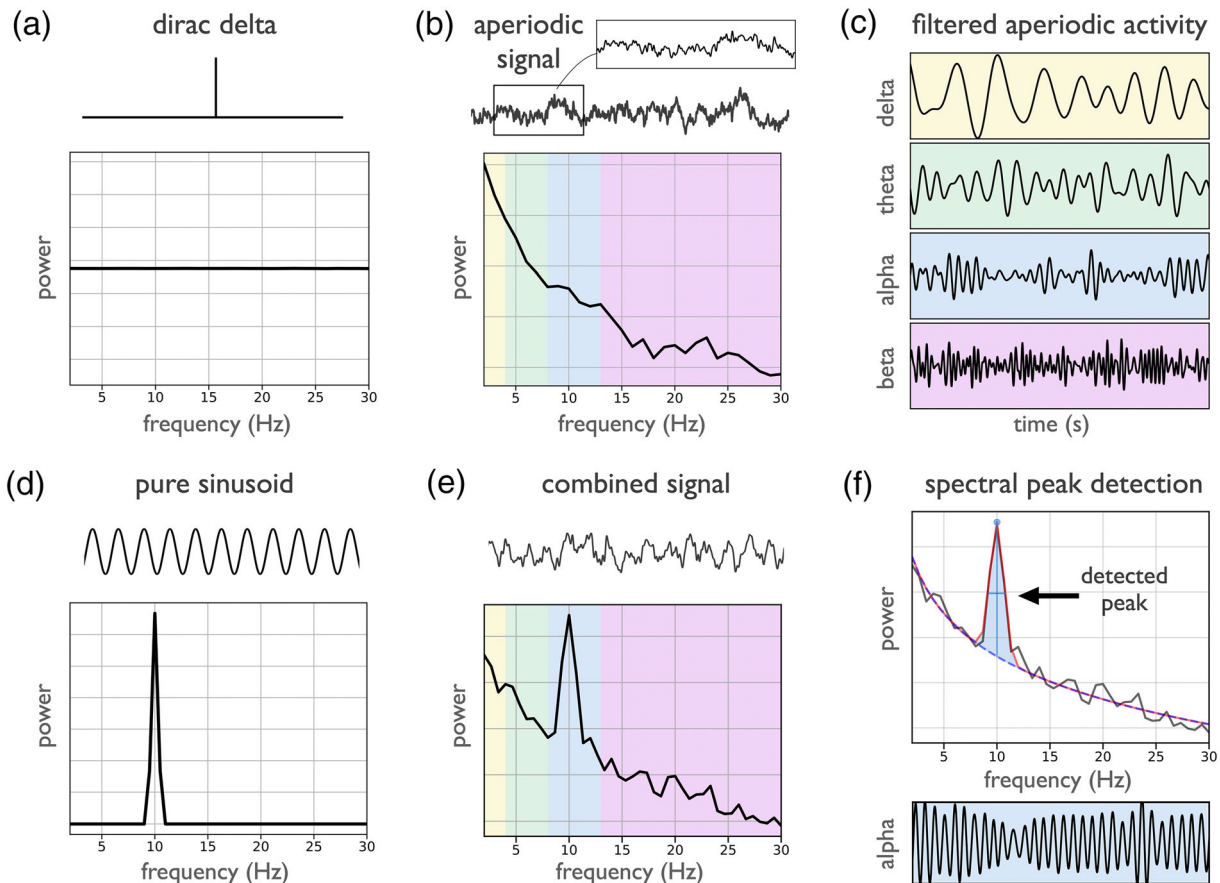 (a)
dirac delta
power
5 10 15 20 25 30
frequency (Hz)
(b)
aperiodic
signal
power
5 10 15 20 25 30
frequency (Hz)
(c)
filtered aperiodic activity
delta
theta
alpha
beta
time (s)
(d)
pure sinusoid
power
5 10 15 20 25 30
frequency (Hz)
(e)
combined signal
power
5 10 15 20 25 30
frequency (Hz)
(f)
spectral peak detection
detected
peak
power
5 10 15 20 25 30
frequency (Hz)
alpha